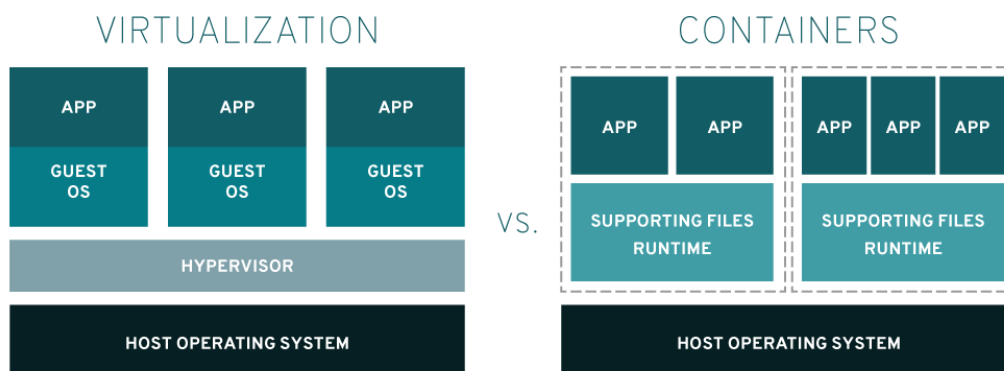 VIRTUALIZATION
APP
APP
APP
GUEST
OS
GUEST
OS
GUEST
OS
HYPERVISOR
HOST OPERATING SYSTEM
VS.
CONTAINERS
APP
APP
APP
APP
APP
SUPPORTING FILES
RUNTIME
SUPPORTING FILES
RUNTIME
HOST OPERATING SYSTEM